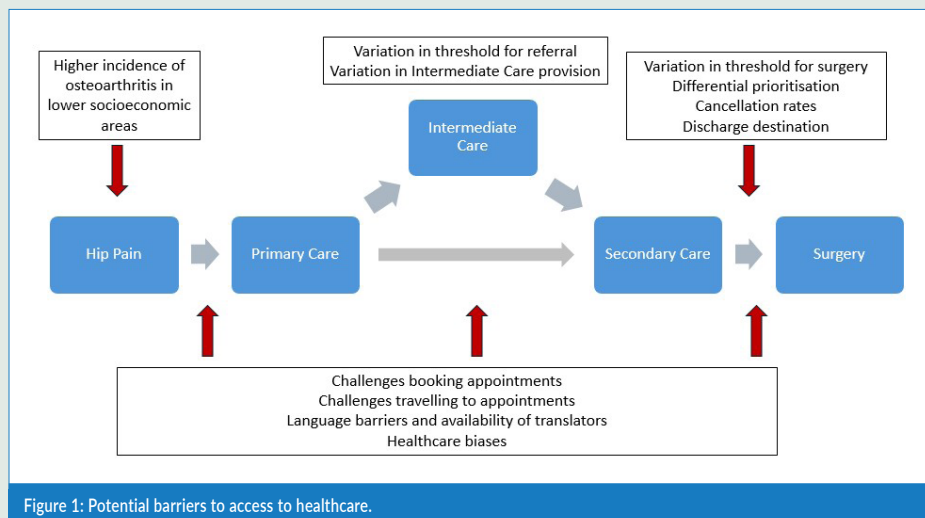 Higher incidence of
osteoarthritis in
lower socioeconomic
areas
Variation in threshold for referral
Variation in Intermediate Care provision
Variation in threshold for surgery
Differential prioritisation
Cancellation rates
Discharge destination
Intermediate
Care
Hip Pain
Primary Care
Secondary Care
Surgery
Challenges booking appointments
Challenges travelling to appointments
Language barriers and availability of translators
Healthcare biases
Figure 1: Potential barriers to access to healthcare.